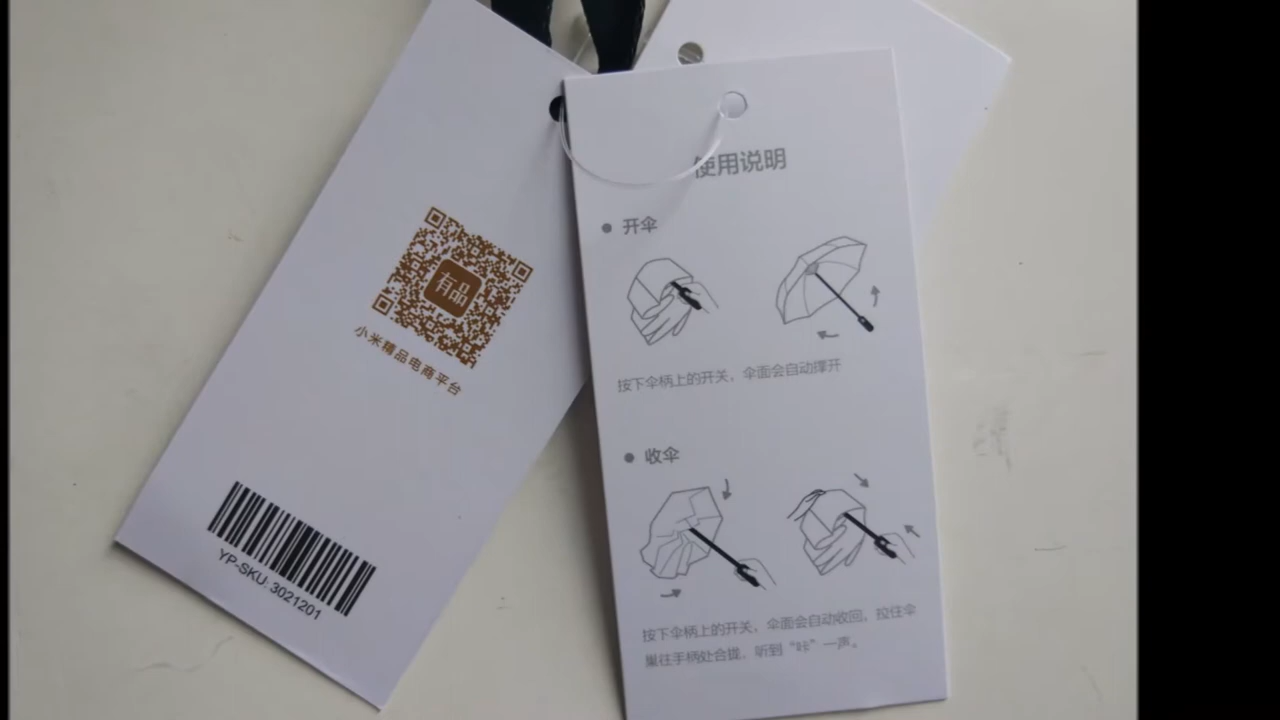 有品
小米精品电商平台
YP-SKU: 3021201
使用说明
开伞
按下伞柄上的开关，伞面会自动撑开
收伞
按下伞柄上的开关，伞面会自动收回，拉住伞
巢往手柄处合拢，听到“咔”一声。